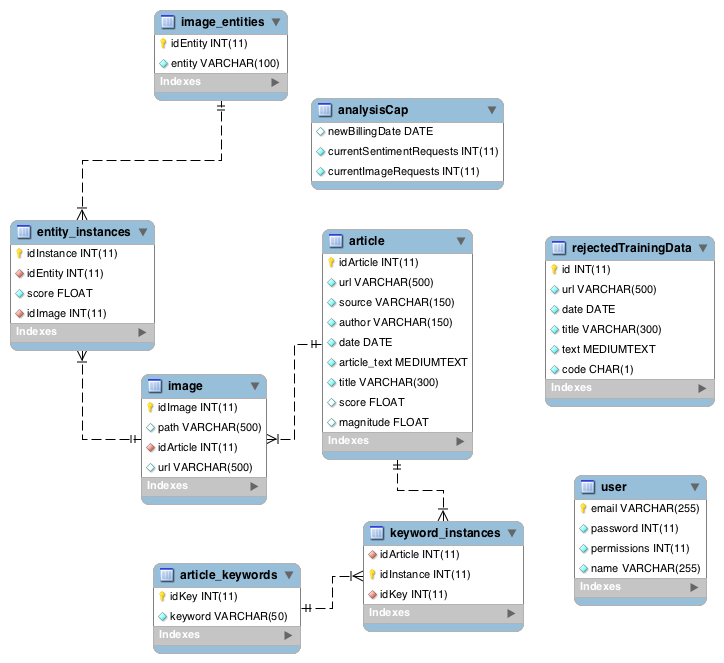 image_entities
idEntity INT(11)
entity VARCHAR(100)
Indexes
analysisCap
newBillingDate DATE
currentSentimentRequests INT(11)
currentImageRequests INT(11)
entity_instances
idInstance INT(11)
idEntity INT(11)
score FLOAT
idImage INT(11)
Indexes
article
idArticle INT(11)
url VARCHAR(500)
source VARCHAR(150)
author VARCHAR(150)
date DATE
article_text MEDIUMTEXT
title VARCHAR(300)
score FLOAT
magnitude FLOAT
Indexes
rejectedTrainingData
id INT(11)
url VARCHAR(500)
date DATE
title VARCHAR(300)
text MEDIUMTEXT
code CHAR(1)
Indexes
image
idImage INT(11)
path VARCHAR(500)
idArticle INT(11)
url VARCHAR(500)
Indexes
user
email VARCHAR(255)
password INT(11)
permissions INT(11)
name VARCHAR(255)
Indexes
keyword_instances
idArticle INT(11)
idInstance INT(11)
idKey INT(11)
Indexes
article_keywords
idKey INT(11)
keyword VARCHAR(50)
Indexes